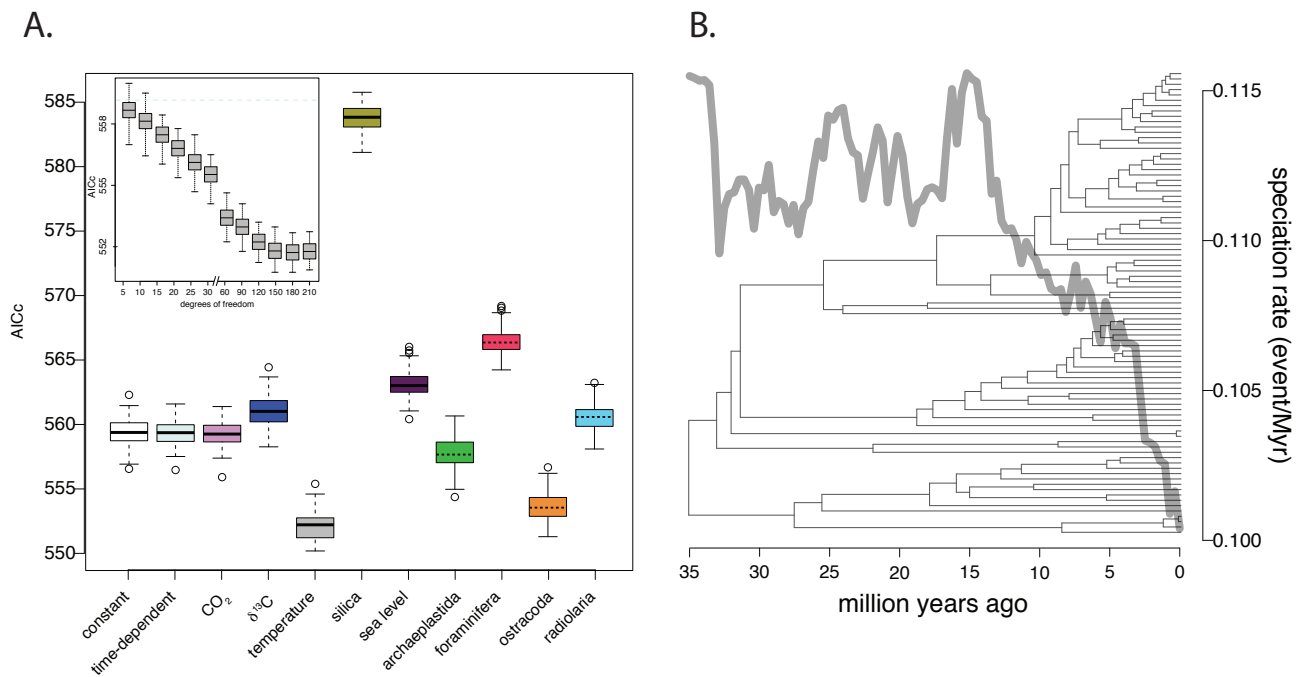 A.
B.
585
580
575
570
565
560
555
550
AICc
558
555
552
AICc
5 10 15 20 25 30 60 90 120 150 180 210
degrees of freedom
constant
time-dependent
CO₂
δ¹³C
temperature
silica
sea level
archaeplastida
foraminifera
ostracoda
radiolaria
0.115
0.110
0.105
0.100
speciation rate (event/Myr)
35 30 25 20 15 10 5 0
million years ago